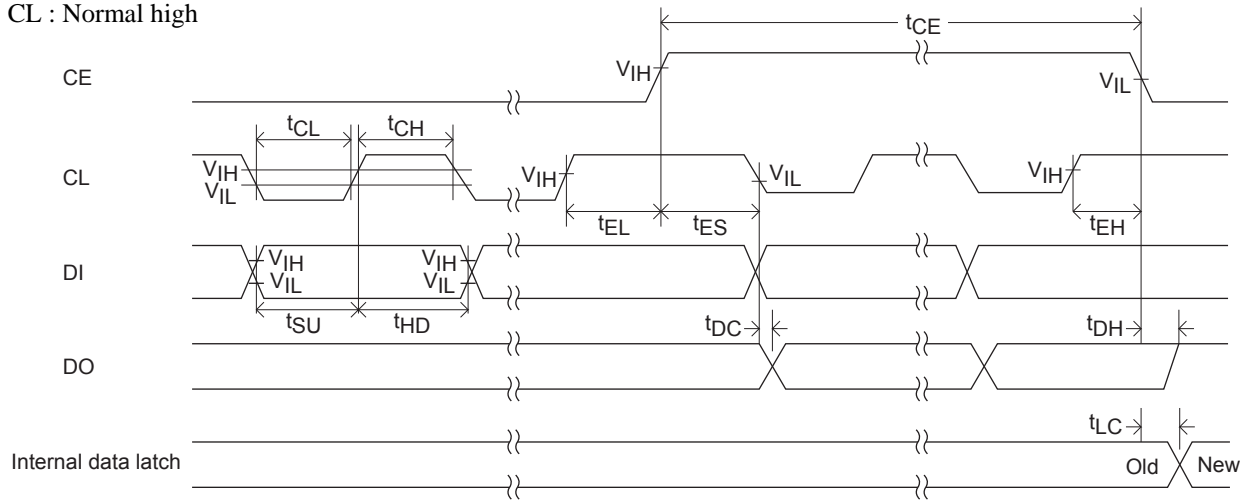 CL : Normal high
tCE
CE
VIH
VIL
tCL
tCH
CL
VIH
VIL
VIH
VIL
VIH
tEL
tES
tEH
DI
VIH
VIL
VIH
VIL
tSU
tHD
tDC
tDH
DO
tLC
Internal data latch
Old
New